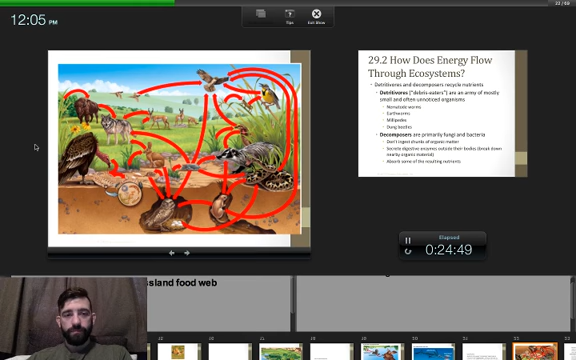 22 / 68
12:05 PM
Tips
Exit Show
29.2 How Does Energy Flow
Through Ecosystems?
• Detritivores and decomposers recycle nutrients
• Detritivores ("debris-eaters") are an army of mostly
small and often unnoticed organisms
• Nematode worms
• Earthworms
• Millipedes
• Dung beetles
• Decomposers are primarily fungi and bacteria
• Don't ingest chunks of organic matter
• Secrete digestive enzymes outside their bodies (break down
nearby organic material)
• Absorb some of the resulting nutrients
Elapsed
0:24:49
ssland food web